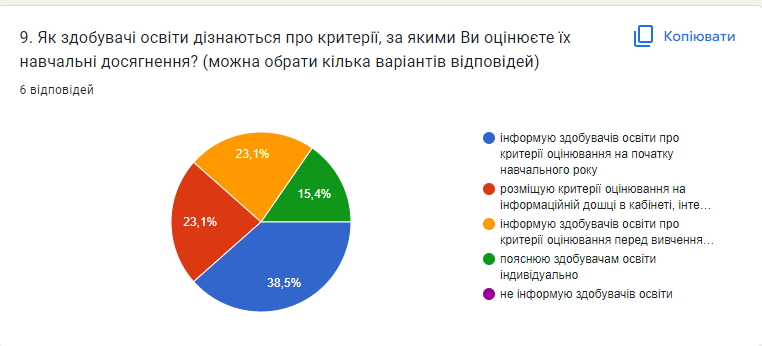 9. Як здобувачі освіти дізнаються про критерії, за якими Ви оцінюєте їх
навчальні досягнення? (можна обрати кілька варіантів відповідей)
Копіювати
6 відповідей
23,1%
15,4%
23,1%
38,5%
інформую здобувачів освіти про
критерії оцінювання на початку
навчального року
розміщую критерії оцінювання на
інформаційній дошці в кабінеті, інте...
інформую здобувачів освіти про
критерії оцінювання перед вивчення...
пояснюю здобувачам освіти
індивідуально
не інформую здобувачів освіти